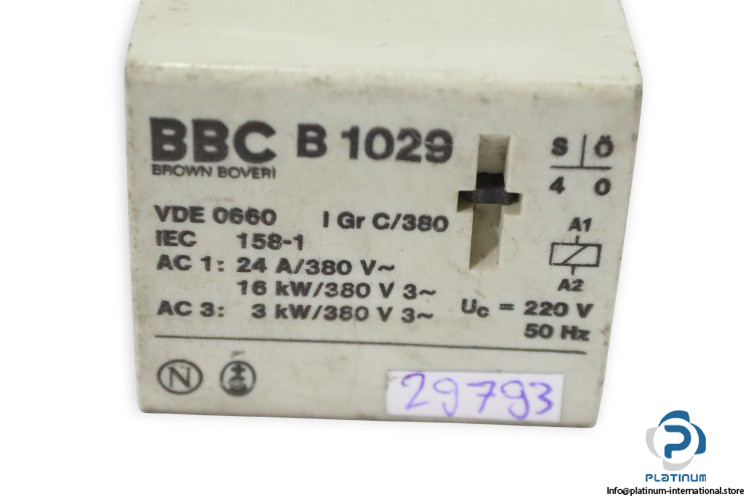 BBC B 1029
BROWN BOVERI
S Ö
4 0
VDE 0660 I Gr C/380
IEC 158-1
A1
AC 1: 24 A/380 V~
16 kW/380 V 3~
A2
AC 3: 3 kW/380 V 3~
Uc = 220 V
50 Hz
N
29793
PLATINUM
Info@platinum-international.store